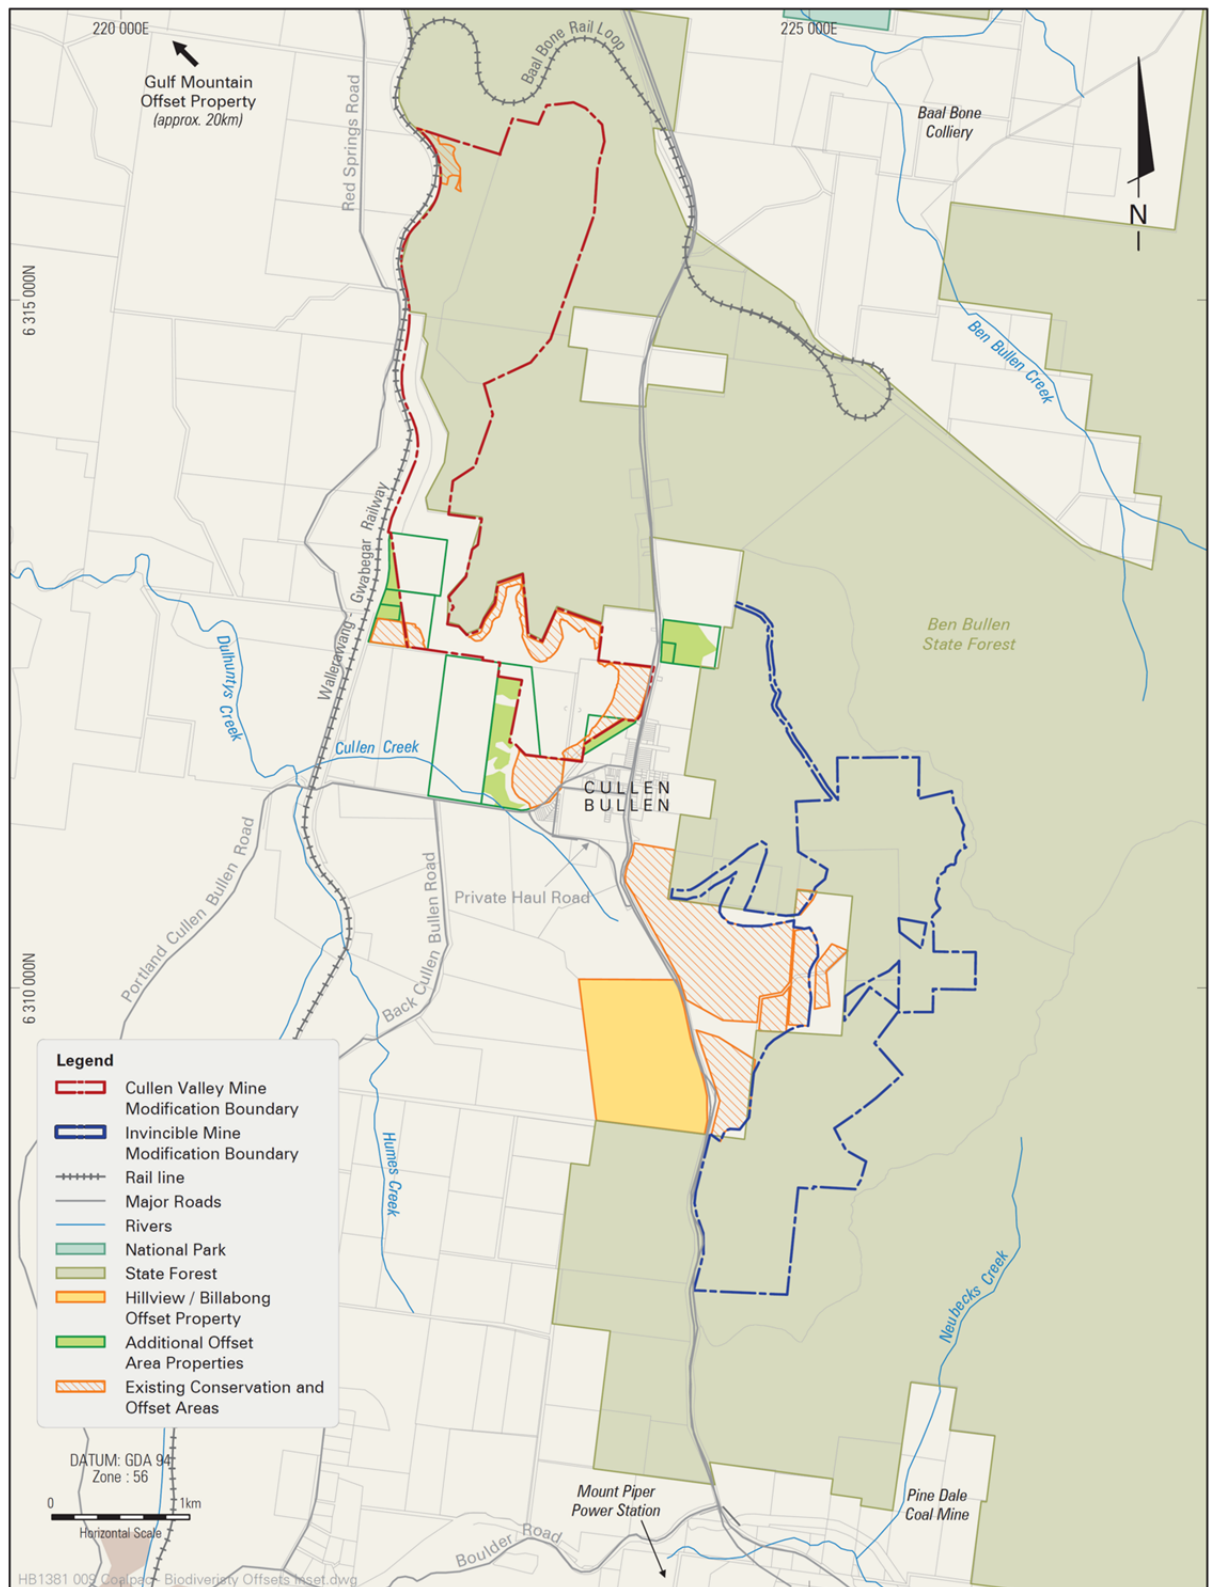 220 000E
225 000E
Gulf Mountain
Offset Property
(approx. 20km)
Red Springs Road
Baal Bone Rail Loop
Baal Bone
Colliery
N
6 315 000N
Ben Bullen Creek
Wallerawang - Gwabegar Railway
Ben Bullen
State Forest
Dulhuntys Creek
Cullen Creek
CULLEN
BULLEN
Portland Cullen Bullen Road
Back Cullen Bullen Road
Private Haul Road
6 310 000N
Humes Creek
Neubecks Creek
Legend
Cullen Valley Mine
Modification Boundary
Invincible Mine
Modification Boundary
Rail line
Major Roads
Rivers
National Park
State Forest
Hillview / Billabong
Offset Property
Additional Offset
Area Properties
Existing Conservation and
Offset Areas
DATUM: GDA 94
Zone : 56
0 1km
Horizontal Scale
Mount Piper
Power Station
Pine Dale
Coal Mine
Boulder Road
HB1381 009 Coalpac - Biodiveristy Offsets Inset.dwg